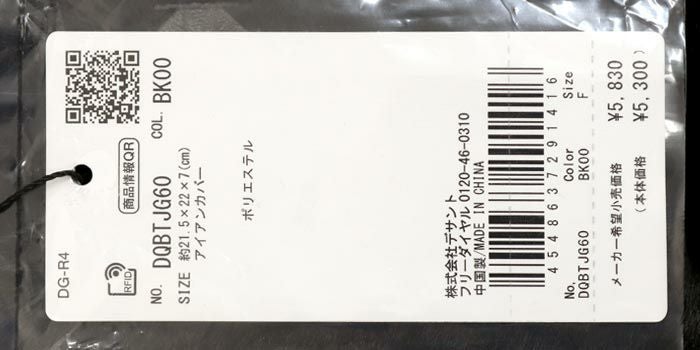 商品情報QR
DG-R4
RFID
NO. DQBTJG60 COL. BK00
SIZE 約21.5×22×7(cm)
アイアンカバー
ポリエステル
株式会社デサント
フリーダイヤル 0120-46-0310
中国製/MADE IN CHINA
4548637291416
No. Color Size
DQBTJG60 BK00 F
メーカー希望小売価格 ¥5,830
(本体価格 ¥5,300)